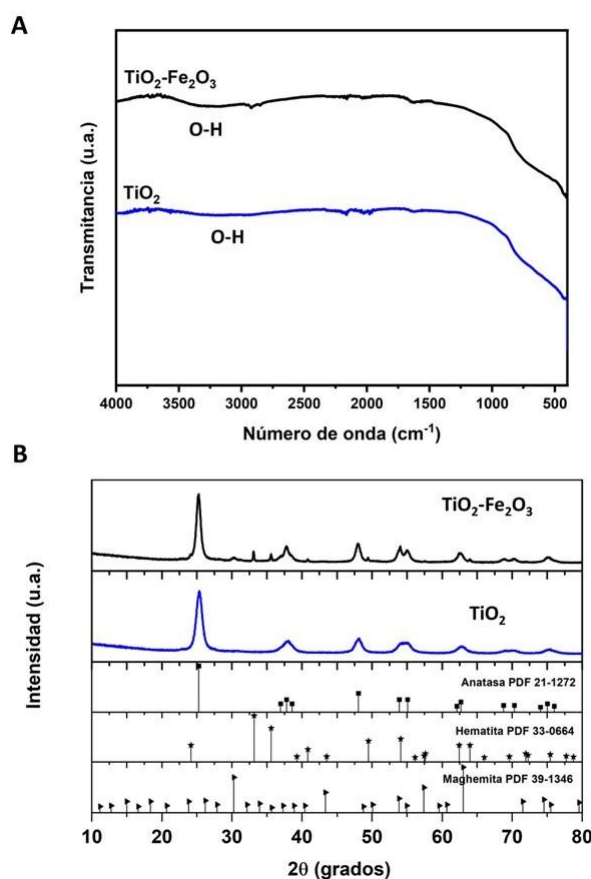 A
TiO₂-Fe₂O₃
O-H
TiO₂
O-H
Transmitancia (u.a.)
4000 3500 3000 2500 2000 1500 1000 500
Número de onda (cm⁻¹)
B
TiO₂-Fe₂O₃
TiO₂
Intensidad (u.a.)
Anatasa PDF 21-1272
Hematita PDF 33-0664
Maghemita PDF 39-1346
10 20 30 40 50 60 70 80
2θ (grados)